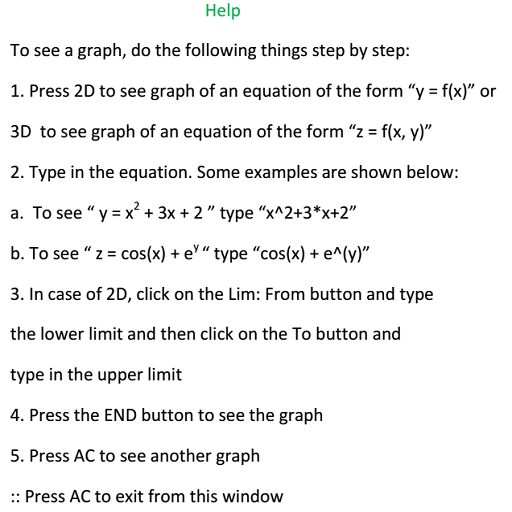 Help
To see a graph, do the following things step by step:
1. Press 2D to see graph of an equation of the form “y = f(x)” or
3D  to see graph of an equation of the form “z = f(x, y)”
2. Type in the equation. Some examples are shown below:
a.  To see “ y = x² + 3x + 2 ” type “x^2+3*x+2”
b. To see “ z = cos(x) + eʸ “ type “cos(x) + e^(y)”
3. In case of 2D, click on the Lim: From button and type
the lower limit and then click on the To button and
type in the upper limit
4. Press the END button to see the graph
5. Press AC to see another graph
:: Press AC to exit from this window